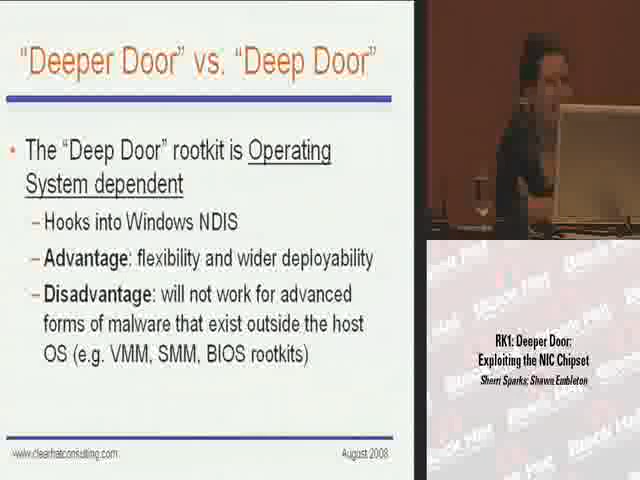 "Deeper Door" vs. "Deep Door"
• The "Deep Door" rootkit is Operating
System dependent
– Hooks into Windows NDIS
– Advantage: flexibility and wider deployability
– Disadvantage: will not work for advanced
forms of malware that exist outside the host
OS (e.g. VMM, SMM, BIOS rootkits)
www.clearhatconsulting.com
August 2008
RK1: Deeper Door:
Exploiting the NIC Chipset
Sherri Sparks; Shawn Embleton